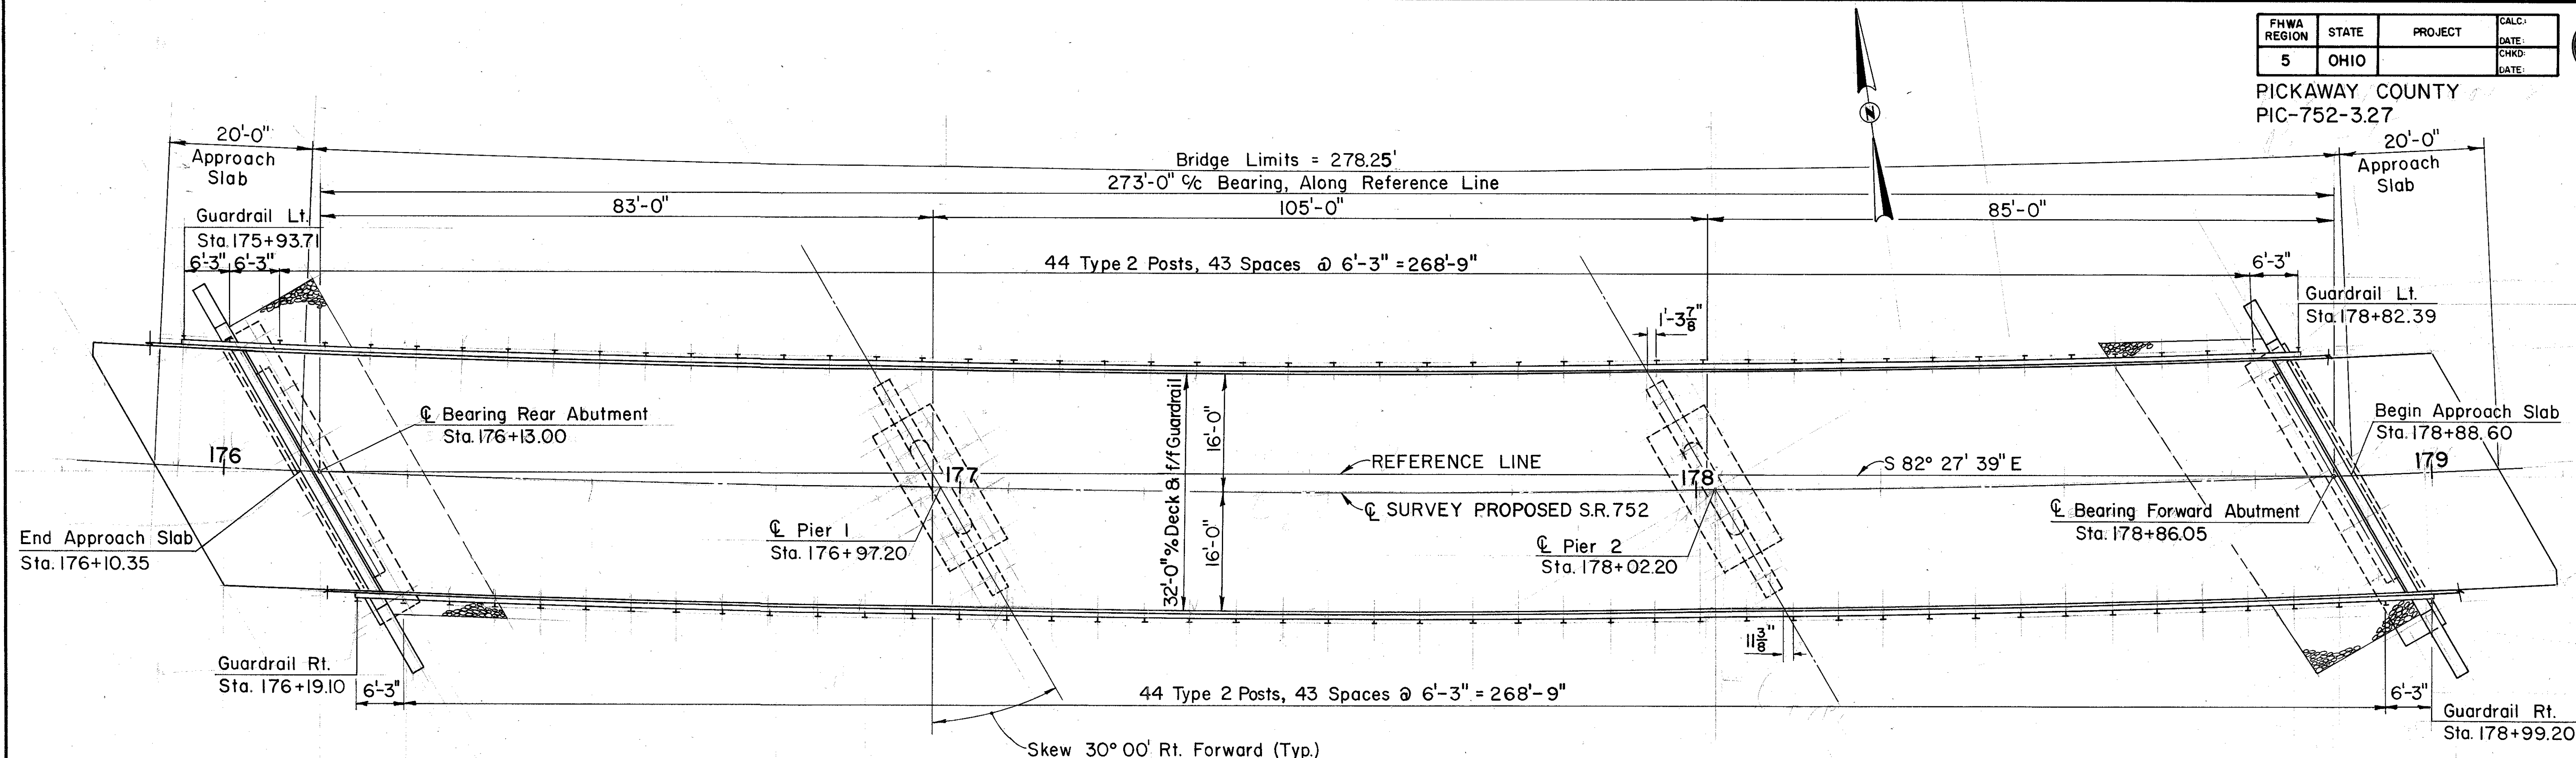 FHWA REGION STATE PROJECT CALC.:
DATE:
5 OHIO CHKD:
DATE:
PICKAWAY COUNTY
PIC-752-3.27
20'-0"
Approach
Slab
Bridge Limits = 278.25'
20'-0"
Approach
Slab
273'-0" c/c Bearing, Along Reference Line
83'-0"
105'-0"
85'-0"
Guardrail Lt.
Sta. 175+93.71
6'-3" 6'-3"
44 Type 2 Posts, 43 Spaces @ 6'-3" = 268'-9"
6'-3"
Guardrail Lt.
Sta. 178+82.39
1'-3 7/8"
N
℄ Bearing Rear Abutment
Sta. 176+13.00
176
177
178
179
32'-0" % Deck & f/f Guardrail
16'-0"
16'-0"
REFERENCE LINE
S 82° 27' 39" E
℄ SURVEY PROPOSED S.R. 752
Begin Approach Slab
Sta. 178+88.60
End Approach Slab
Sta. 176+10.35
℄ Pier 1
Sta. 176+97.20
℄ Pier 2
Sta. 178+02.20
℄ Bearing Forward Abutment
Sta. 178+86.05
11 3/8"
Guardrail Rt.
Sta. 176+19.10
6'-3"
44 Type 2 Posts, 43 Spaces @ 6'-3" = 268'-9"
6'-3"
Guardrail Rt.
Sta. 178+99.20
Skew 30° 00' Rt. Forward (Typ.)